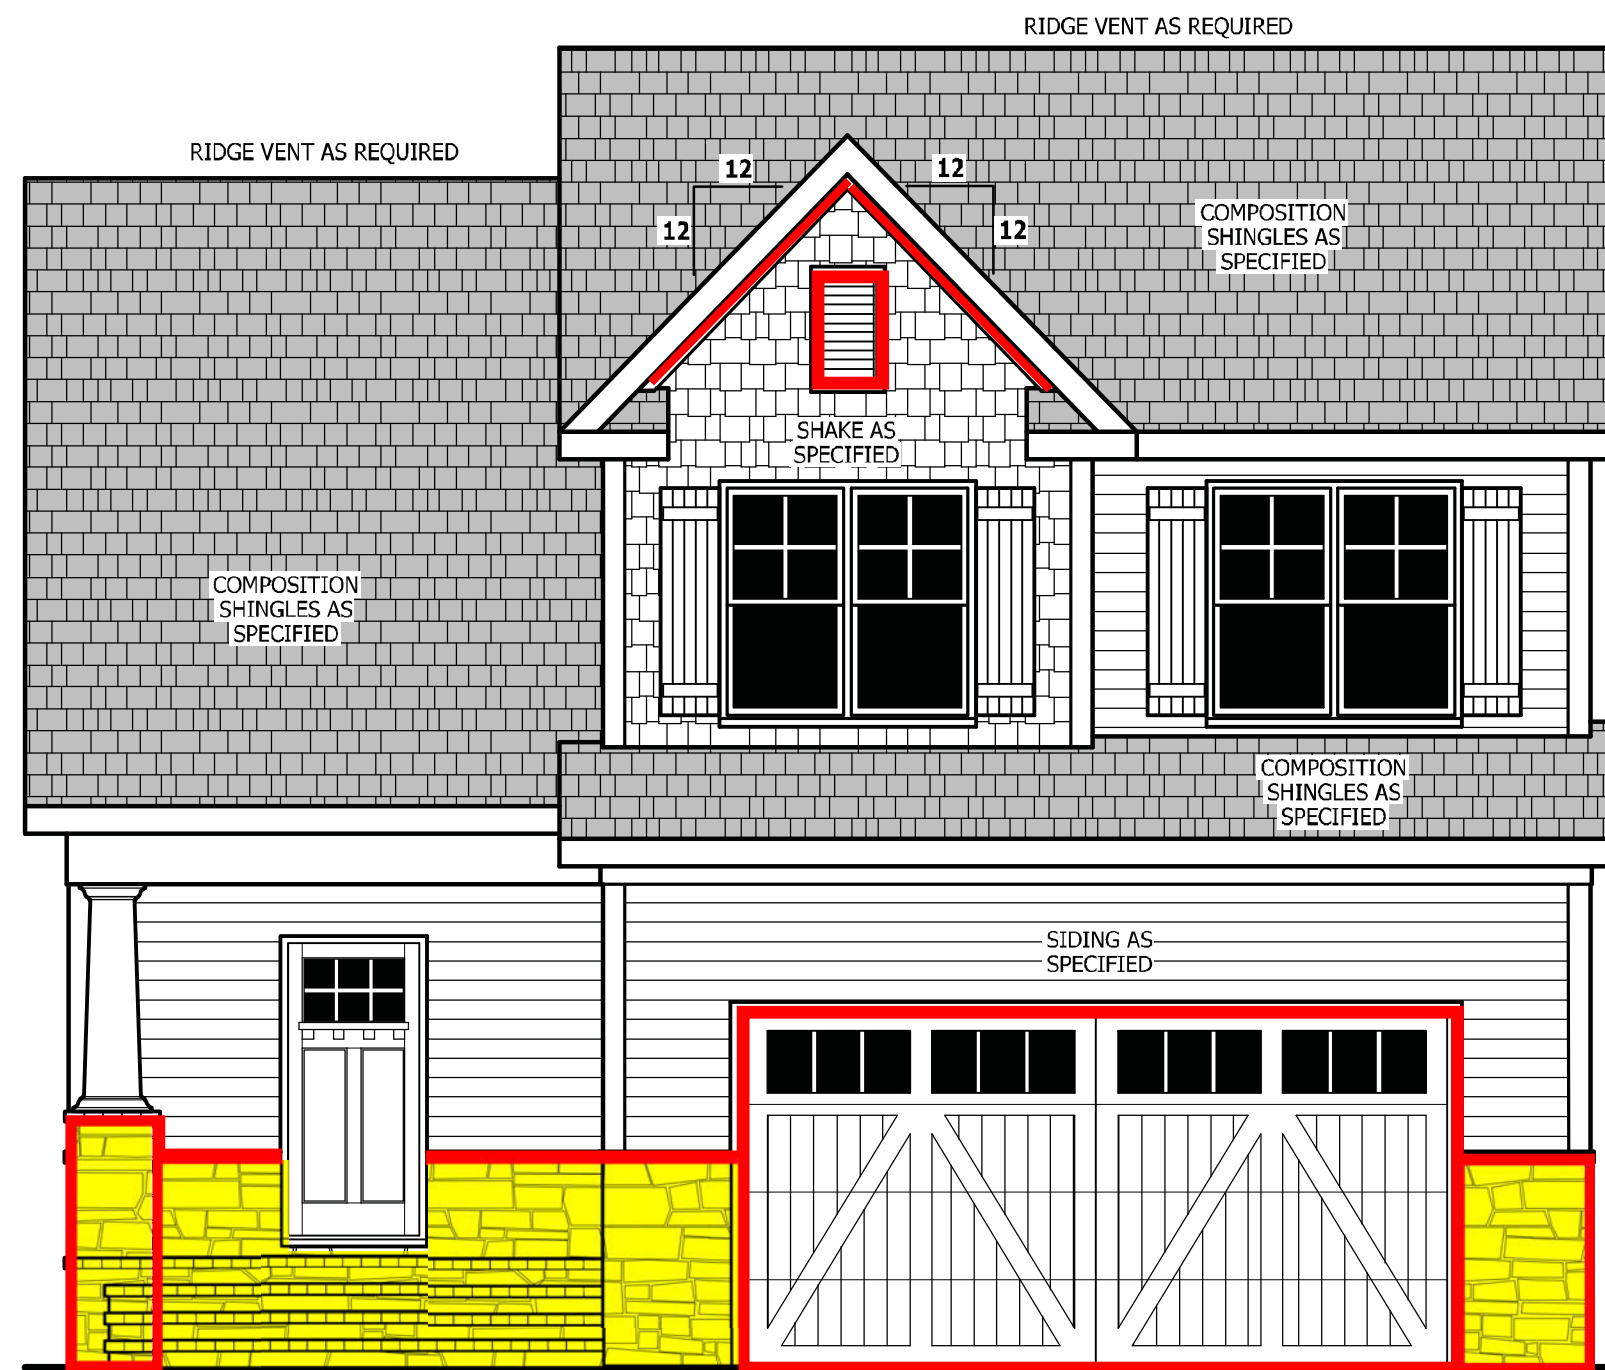 RIDGE VENT AS REQUIRED
RIDGE VENT AS REQUIRED
12
12
12
12
COMPOSITION
SHINGLES AS
SPECIFIED
SHAKE AS
SPECIFIED
COMPOSITION
SHINGLES AS
SPECIFIED
COMPOSITION
SHINGLES AS
SPECIFIED
SIDING AS
SPECIFIED